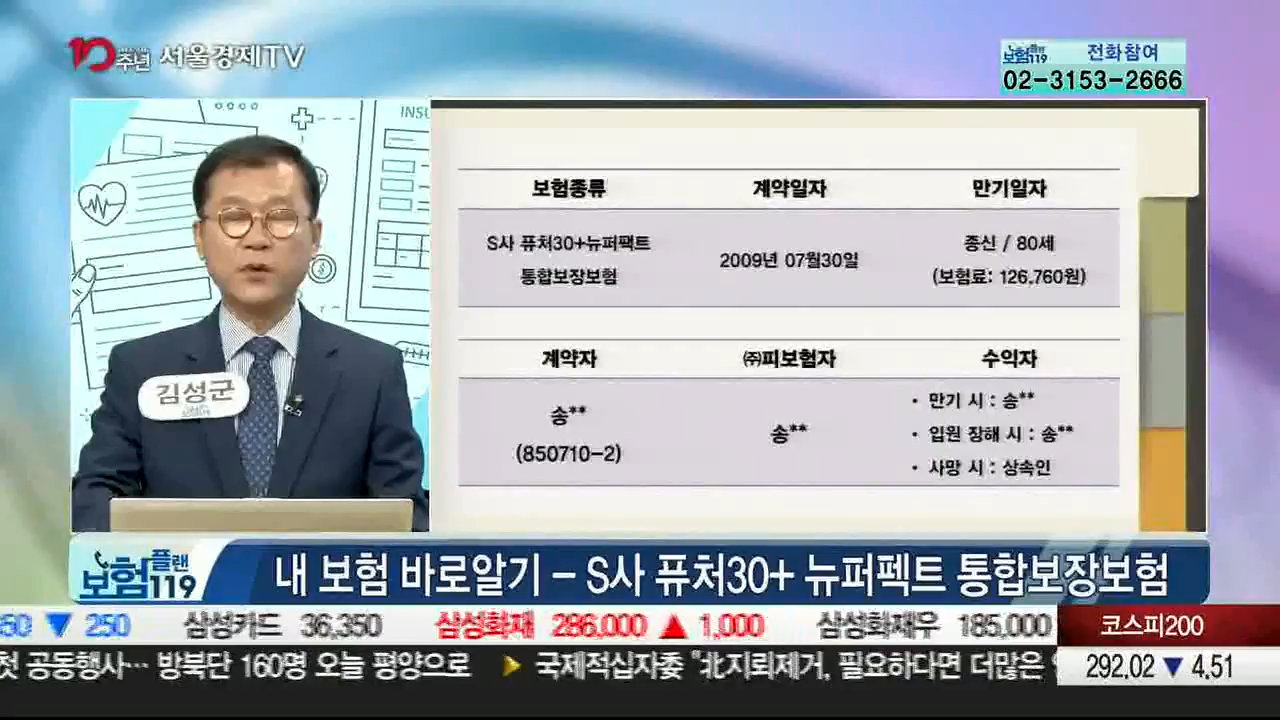 10주년 서울경제TV
보험플랜119 전화참여
02-3153-2666
INSU
보험종류 계약일자 만기일자
S사 퓨처30+뉴퍼펙트
통합보장보험
2009년 07월30일
종신 / 80세
(보험료: 126,760원)
계약자 ㈜피보험자 수익자
송**
(850710-2)
송**
• 만기 시 : 송**
• 입원 장해 시 : 송**
• 사망 시 : 상속인
김성균
보험플랜119
내 보험 바로알기 - S사 퓨처30+ 뉴퍼펙트 통합보장보험
50 ▼ 250 삼성카드 36,350 삼성화재 286,000 ▲ 1,000 삼성화재우 185,000
코스피200
첫 공동행사… 방북단 160명 오늘 평양으로 ▶ 국제적십자委 "北지뢰제거, 필요하다면 더많은
292.02 ▼ 4.51